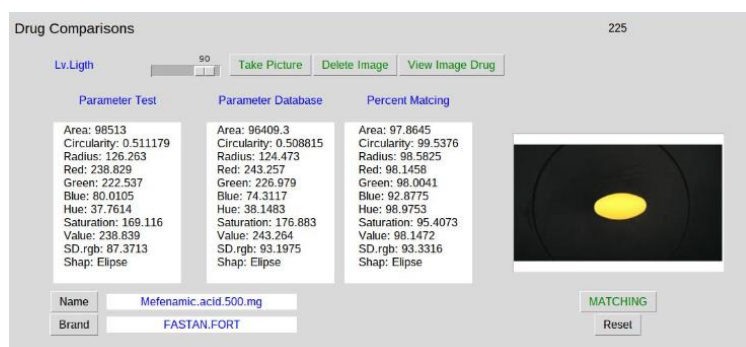 Drug Comparisons
225
Lv.Ligth
90
Take Picture
Delete Image
View Image Drug
Parameter Test
Parameter Database
Percent Matcing
Area: 98513
Circularity: 0.511179
Radius: 126.263
Red: 238.829
Green: 222.537
Blue: 80.0105
Hue: 37.7614
Saturation: 169.116
Value: 238.839
SD.rgb: 87.3713
Shap: Elipse
Area: 96409.3
Circularity: 0.508815
Radius: 124.473
Red: 243.257
Green: 226.979
Blue: 74.3117
Hue: 38.1483
Saturation: 176.883
Value: 243.264
SD.rgb: 93.1975
Shap: Elipse
Area: 97.8645
Circularity: 99.5376
Radius: 98.5825
Red: 98.1458
Green: 98.0041
Blue: 92.8775
Hue: 98.9753
Saturation: 95.4073
Value: 98.1472
SD.rgb: 93.3316
Shap: Elipse
Name
Mefenamic.acid.500.mg
MATCHING
Brand
FASTAN.FORT
Reset